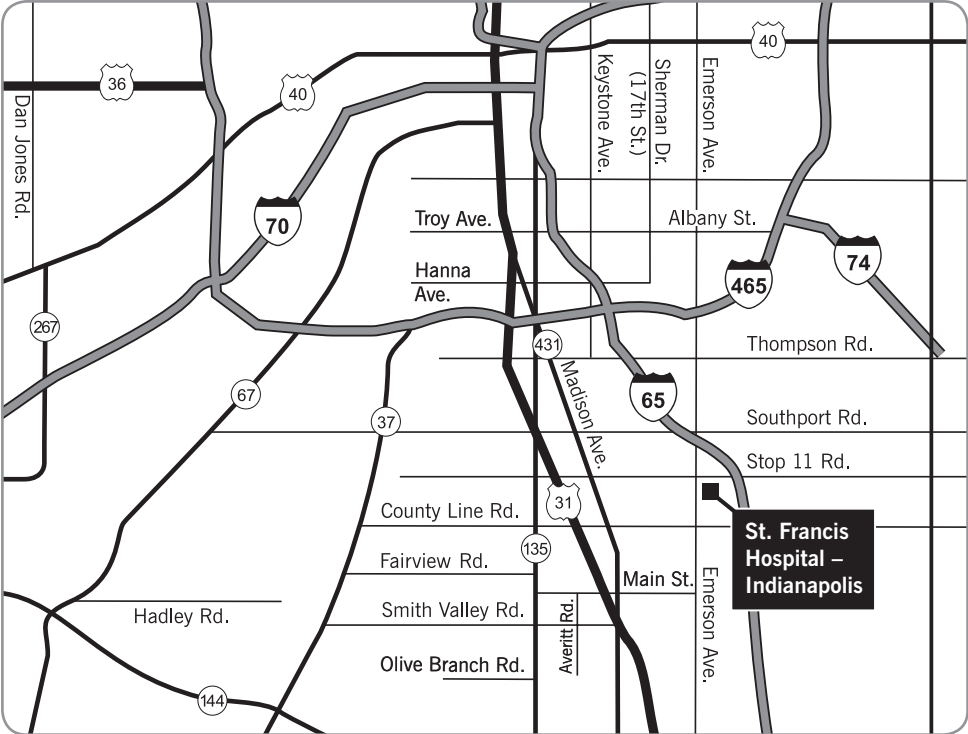 40
36
40
Dan Jones Rd.
Keystone Ave.
Sherman Dr.
(17th St.)
Emerson Ave.
70
Troy Ave.
Albany St.
Hanna
Ave.
74
465
267
431
Thompson Rd.
67
37
Madison Ave.
65
Southport Rd.
Stop 11 Rd.
31
County Line Rd.
St. Francis
Hospital –
Indianapolis
135
Fairview Rd.
Main St.
Emerson Ave.
Hadley Rd.
Smith Valley Rd.
Averitt Rd.
Olive Branch Rd.
144